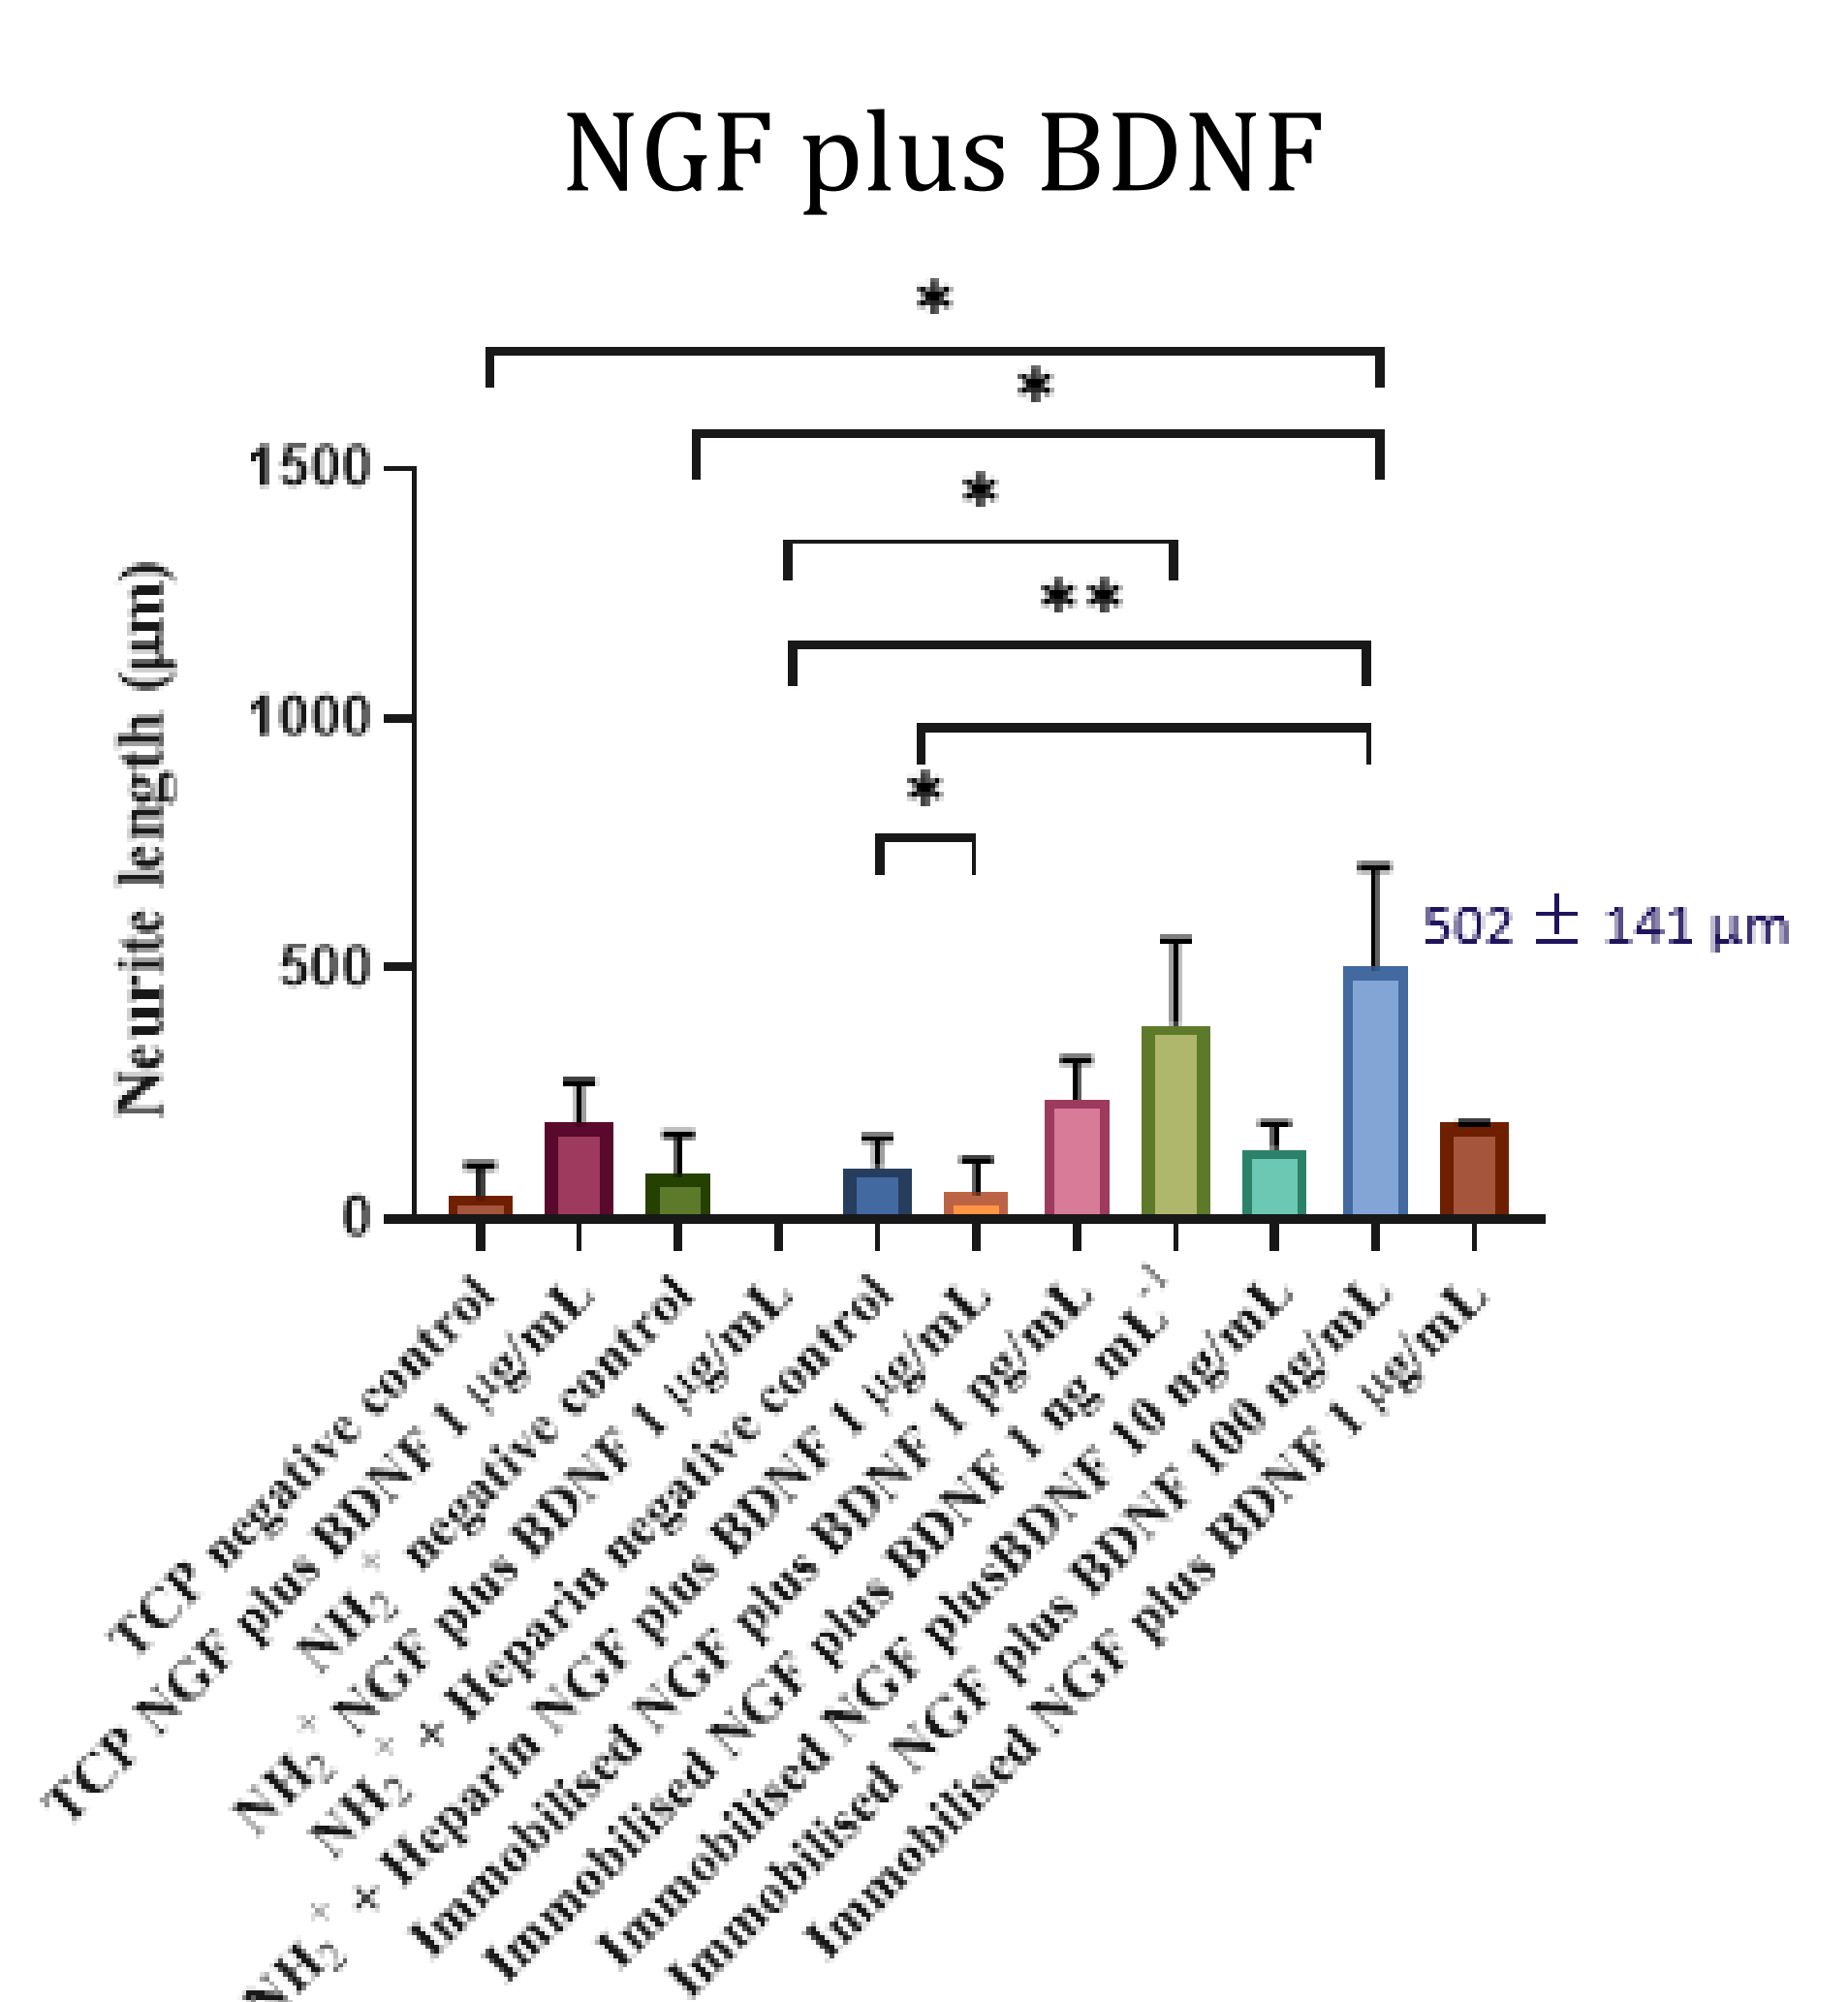 NGF plus BDNF
*
*
*
**
*
1500
1000
500
0
Neurite length (µm)
502 ± 141 µm
TCP negative control
TCP NGF plus BDNF 1 µg/mL
NH₂⁺ negative control
NH₂⁺ NGF plus BDNF 1 µg/mL
NH₂⁺ + Heparin negative control
NH₂⁺ + Heparin NGF plus BDNF 1 µg/mL
Immobilised NGF plus BDNF 1 pg/mL
Immobilised NGF plus BDNF 1 ng mL⁻¹
Immobilised NGF plusBDNF 10 ng/mL
Immobilised NGF plus BDNF 100 ng/mL
Immobilised NGF plus BDNF 1 µg/mL